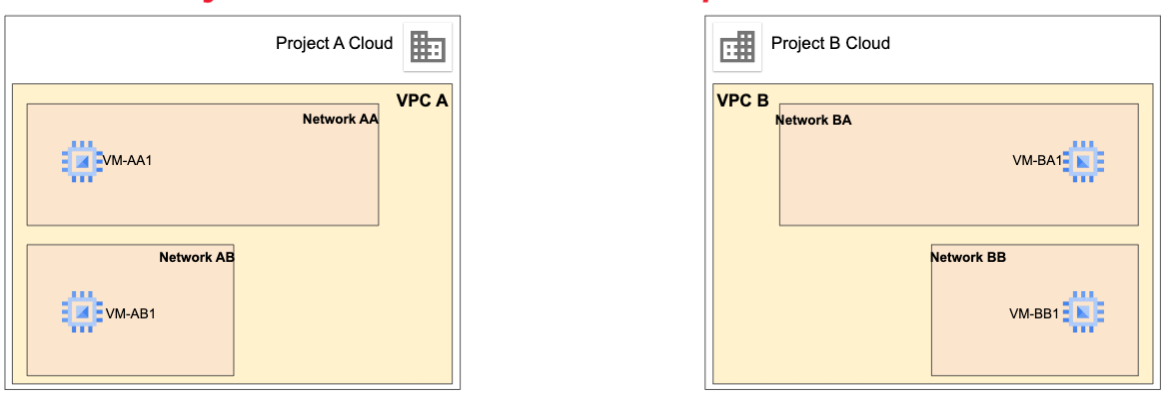 Project A Cloud
VPC A
Network AA
VM-AA1
Network AB
VM-AB1
Project B Cloud
VPC B
Network BA
VM-BA1
Network BB
VM-BB1